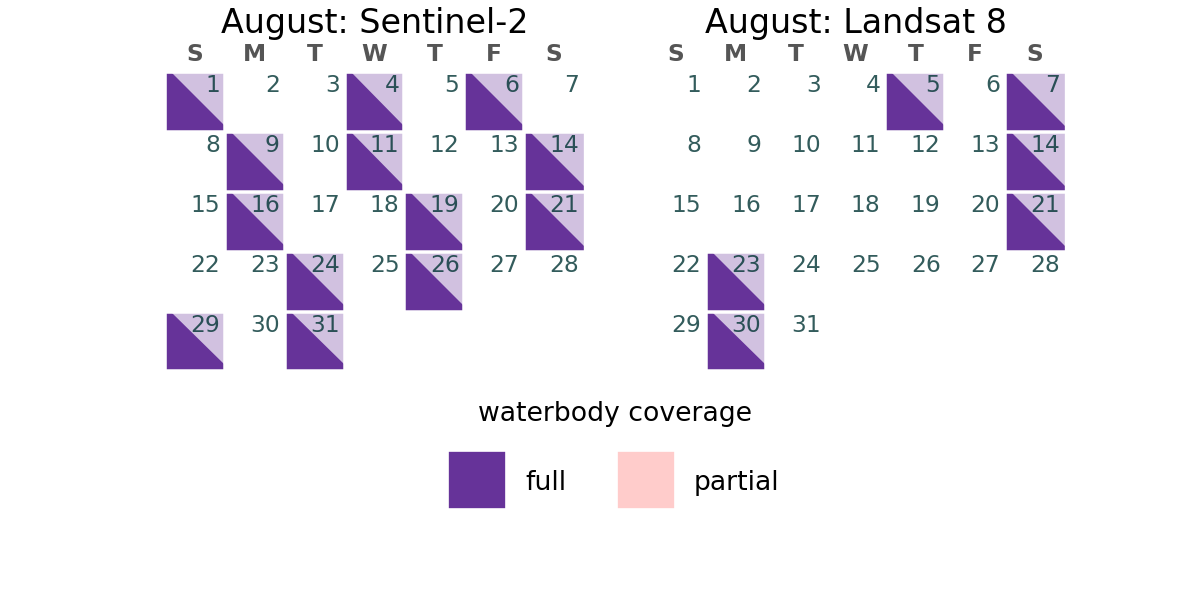 August: Sentinel-2
S M T W T F S
1 2 3 4 5 6 7
8 9 10 11 12 13 14
15 16 17 18 19 20 21
22 23 24 25 26 27 28
29 30 31
August: Landsat 8
S M T W T F S
1 2 3 4 5 6 7
8 9 10 11 12 13 14
15 16 17 18 19 20 21
22 23 24 25 26 27 28
29 30 31
waterbody coverage
full partial